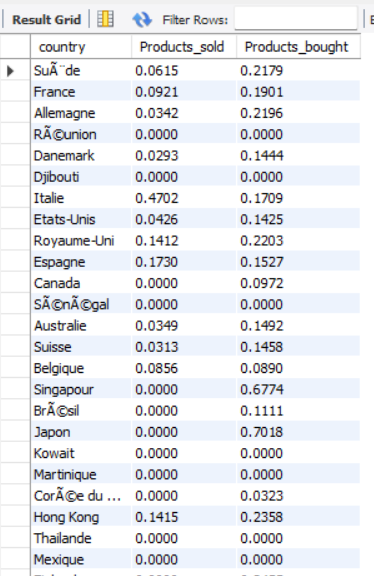 Result Grid Filter Rows:
country Products_sold Products_bought
SuÃ¨de 0.0615 0.2179
France 0.0921 0.1901
Allemagne 0.0342 0.2196
RÃ©union 0.0000 0.0000
Danemark 0.0293 0.1444
Djibouti 0.0000 0.0000
Italie 0.4702 0.1709
Etats-Unis 0.0426 0.1425
Royaume-Uni 0.1412 0.2203
Espagne 0.1730 0.1527
Canada 0.0000 0.0972
SÃ©nÃ©gal 0.0000 0.0000
Australie 0.0349 0.1492
Suisse 0.0313 0.1458
Belgique 0.0856 0.0890
Singapour 0.0000 0.6774
BrÃ©sil 0.0000 0.1111
Japon 0.0000 0.7018
Kowait 0.0000 0.0000
Martinique 0.0000 0.0000
CorÃ©e du ... 0.0000 0.0323
Hong Kong 0.1415 0.2358
Thailande 0.0000 0.0000
Mexique 0.0000 0.0000